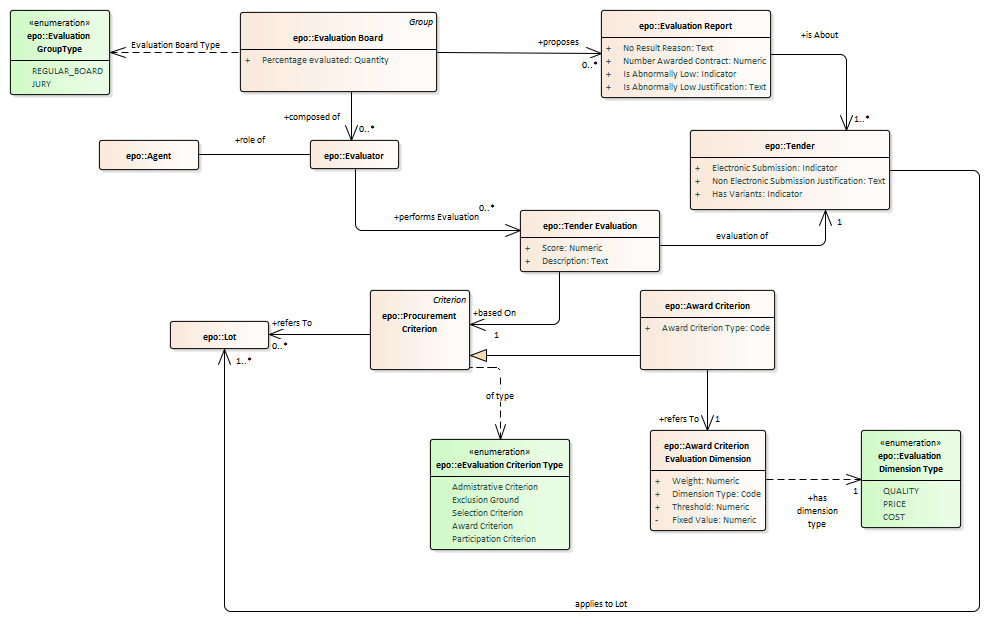 «enumeration»
epo::Evaluation
GroupType
REGULAR_BOARD
JURY
Evaluation Board Type
Group
epo::Evaluation Board
+ Percentage evaluated: Quantity
+proposes
0..*
epo::Evaluation Report
+ No Result Reason: Text
+ Number Awarded Contract: Numeric
+ Is Abnormally Low: Indicator
+ Is Abnormally Low Justification: Text
+is About
1..*
+composed of
0..*
epo::Agent
+role of
epo::Evaluator
epo::Tender
+ Electronic Submission: Indicator
+ Non Electronic Submission Justification: Text
+ Has Variants: Indicator
+performs Evaluation
0..*
epo::Tender Evaluation
+ Score: Numeric
+ Description: Text
evaluation of
1
Criterion
epo::Procurement
Criterion
+based On
1
epo::Award Criterion
+ Award Criterion Type: Code
epo::Lot
+refers To
0..*
1..*
of type
«enumeration»
epo::eEvaluation Criterion Type
Admistrative Criterion
Exclusion Ground
Selection Criterion
Award Criterion
Participation Criterion
+refers To
1
epo::Award Criterion
Evaluation Dimension
+ Weight: Numeric
+ Dimension Type: Code
+ Threshold: Numeric
- Fixed Value: Numeric
+has
dimension
type
1
«enumeration»
epo::Evaluation
Dimension Type
QUALITY
PRICE
COST
applies to Lot